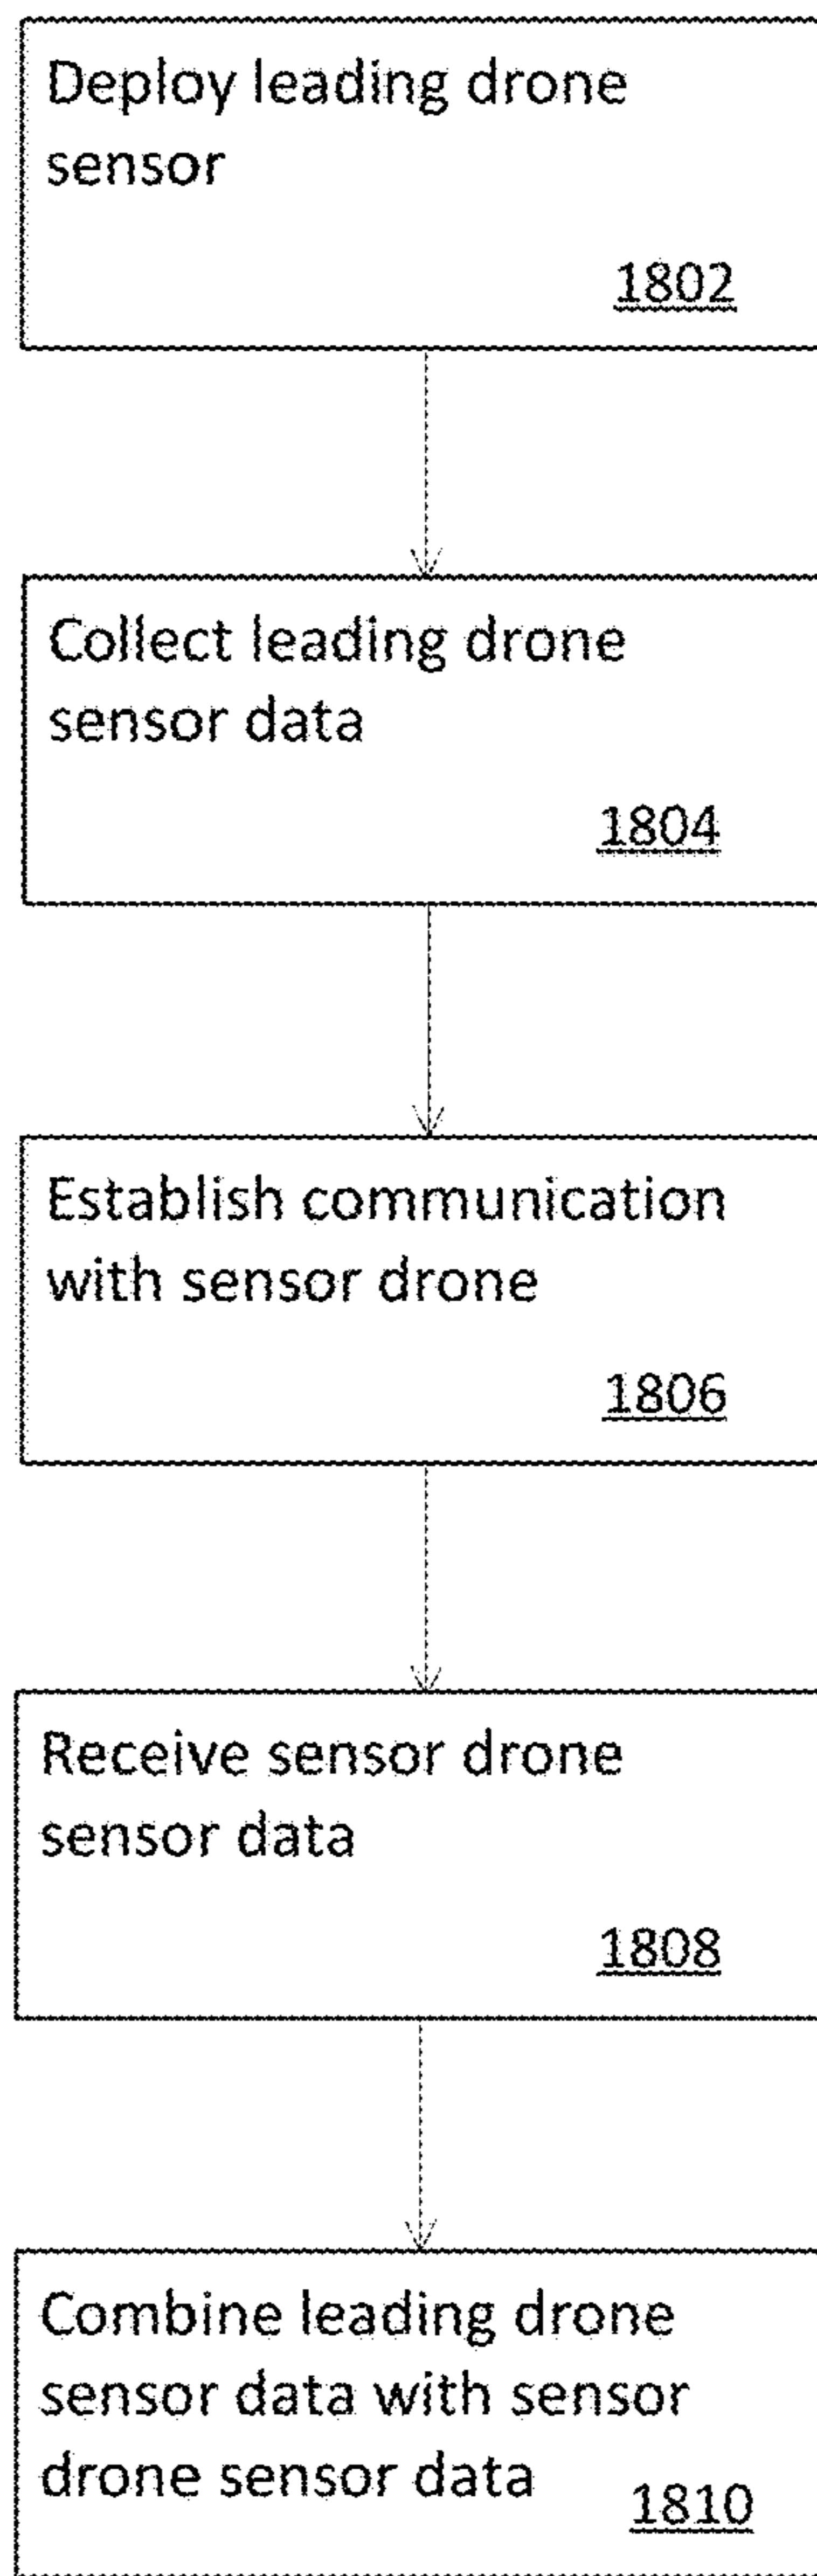 Deploy leading drone
sensor
1802
Collect leading drone
sensor data
1804
Establish communication
with sensor drone
1806
Receive sensor drone
sensor data
1808
Combine leading drone
sensor data with sensor
drone sensor data
1810